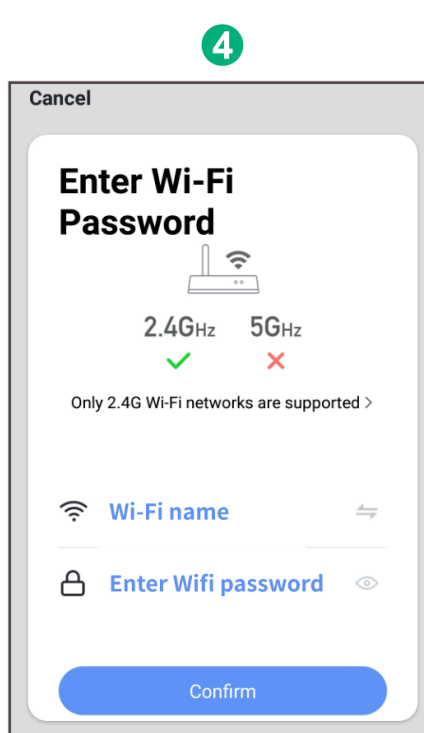 4
Cancel
Enter Wi-Fi
Password
2.4GHz 5GHz
Only 2.4G Wi-Fi networks are supported >
Wi-Fi name
Enter Wifi password
Confirm